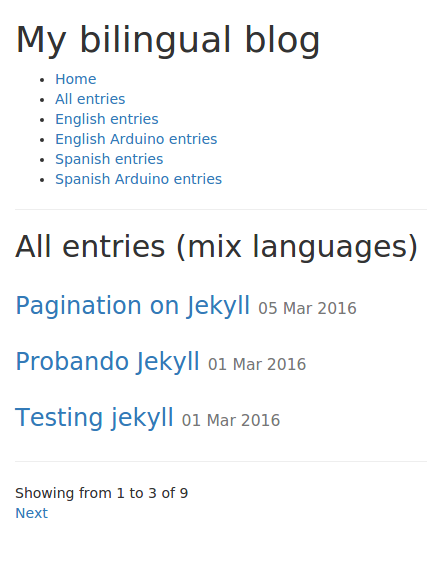 My bilingual blog
Home
All entries
English entries
English Arduino entries
Spanish entries
Spanish Arduino entries
All entries (mix languages)
Pagination on Jekyll 05 Mar 2016
Probando Jekyll 01 Mar 2016
Testing jekyll 01 Mar 2016
Showing from 1 to 3 of 9
Next